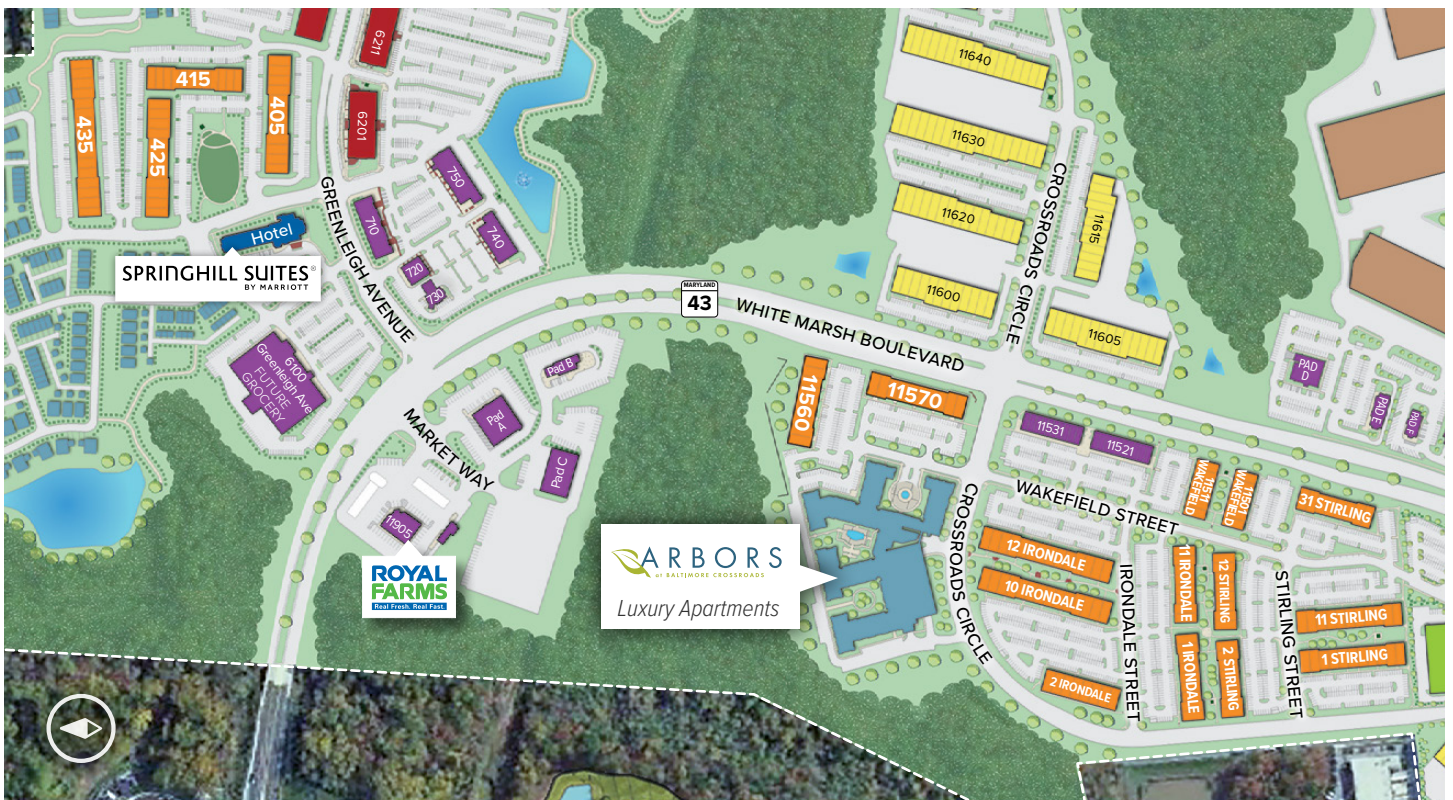 6211
6201
415
405
435
425
Hotel
SPRINGHILL SUITES®
BY MARRIOTT
GREENLEIGH AVENUE
750
710
740
720
730
6100
Greenleigh Ave
FUTURE
GROCERY
MARYLAND
43
WHITE MARSH BOULEVARD
11640
11630
11620
11600
11615
11605
CROSSROADS CIRCLE
PAD
D
PAD E
PAD F
Pad B
Pad
A
Pad C
MARKET WAY
11905
ROYAL
FARMS
Real Fresh. Real Fast.
11560
11570
11531
11521
11511
WAKEFIELD
11501
WAKEFIELD
31 STIRLING
WAKEFIELD STREET
ARBORS
AT BALTIMORE CROSSROADS
Luxury Apartments
CROSSROADS CIRCLE
12 IRONDALE
10 IRONDALE
2 IRONDALE
IRONDALE STREET
11 IRONDALE
1 IRONDALE
12 STIRLING
2 STIRLING
STIRLING STREET
11 STIRLING
1 STIRLING